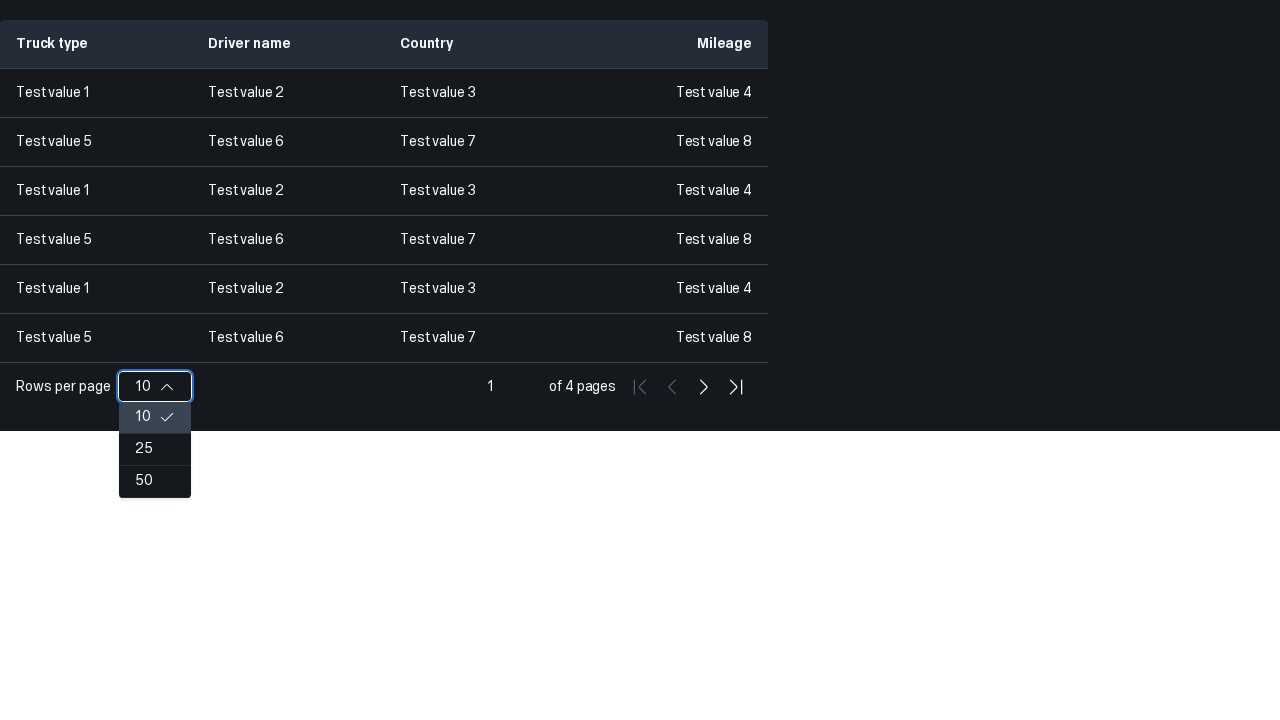 Truck type Driver name Country Mileage
Test value 1 Test value 2 Test value 3 Test value 4
Test value 5 Test value 6 Test value 7 Test value 8
Test value 1 Test value 2 Test value 3 Test value 4
Test value 5 Test value 6 Test value 7 Test value 8
Test value 1 Test value 2 Test value 3 Test value 4
Test value 5 Test value 6 Test value 7 Test value 8
Rows per page 10 1 of 4 pages
10
25
50